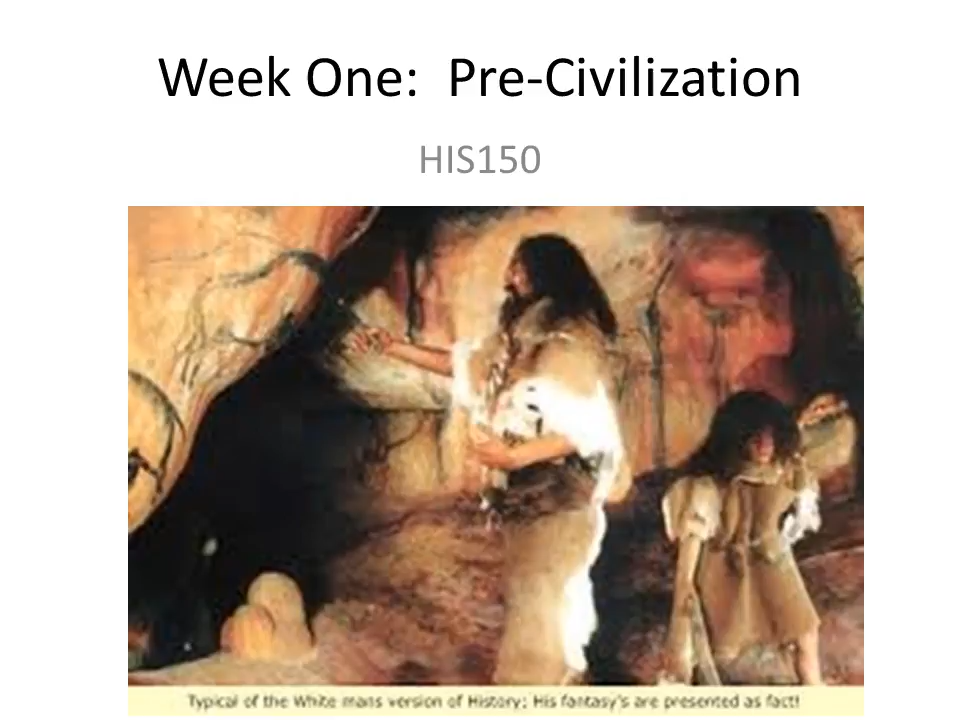 Week One:  Pre-Civilization
HIS150
Typical of the White mans version of History; His fantasy's are presented as fact!